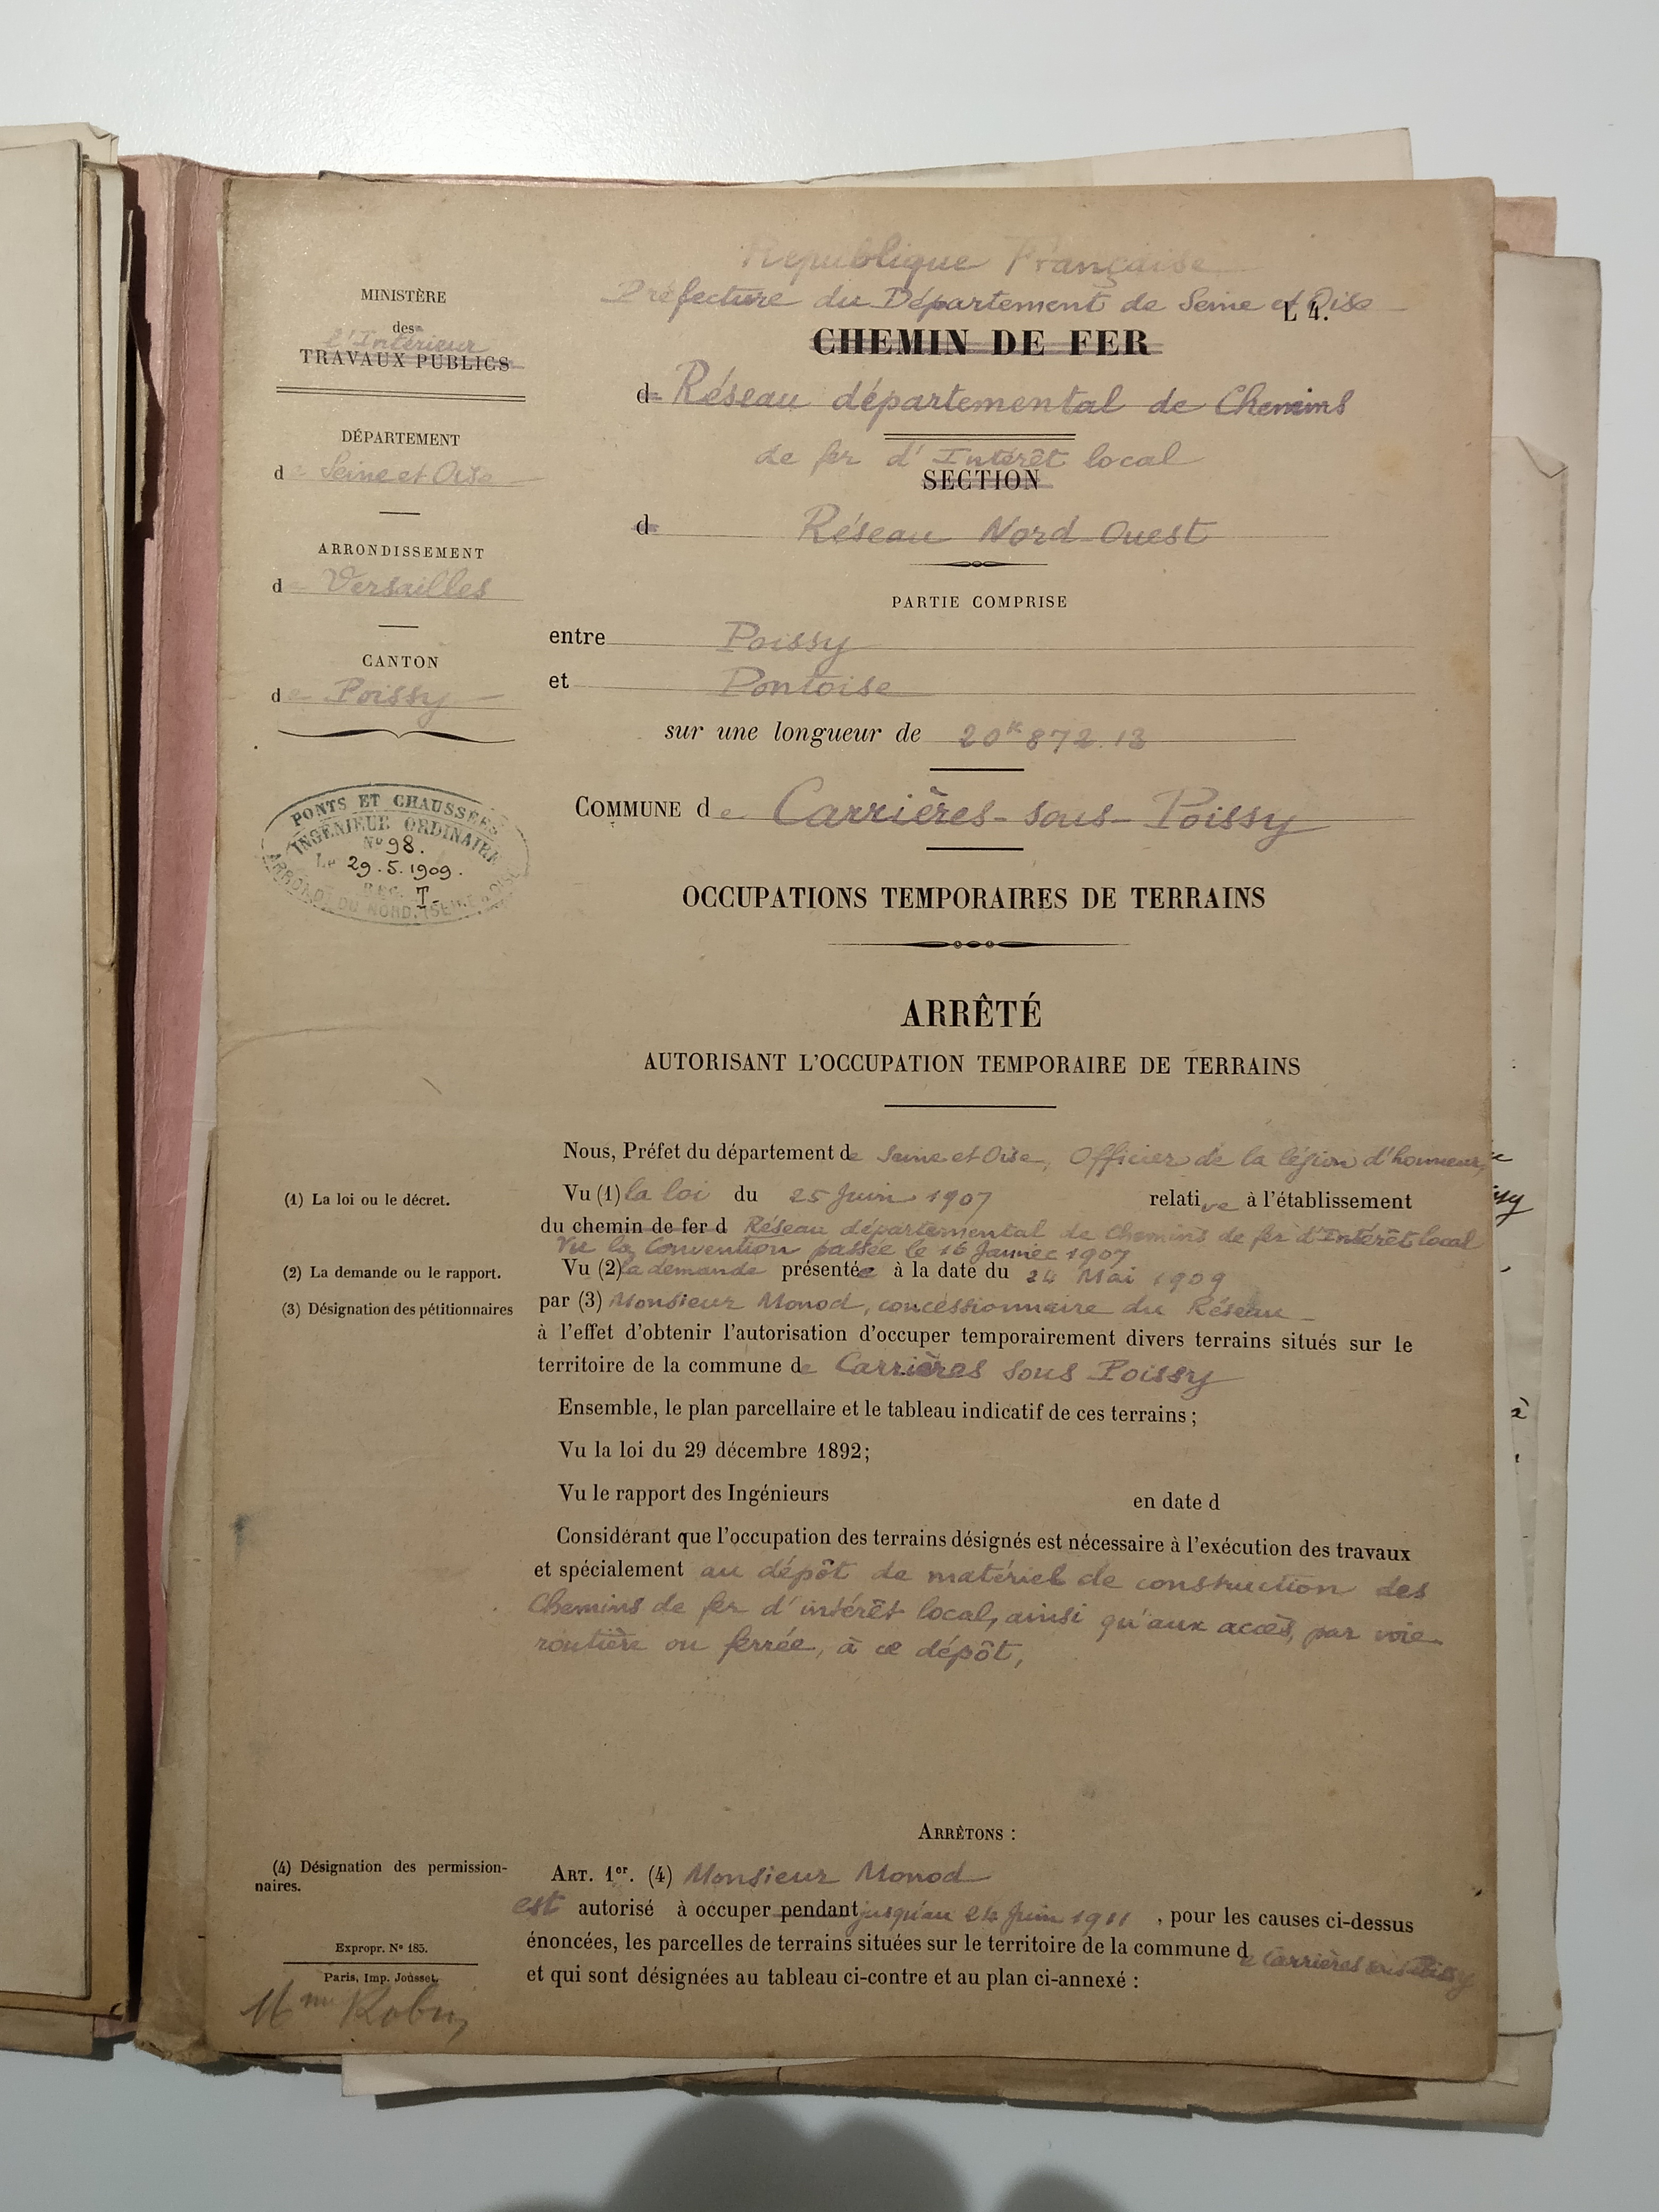 République Française
Préfecture du Département de Seine et Oise
L 4.
MINISTÈRE
des
l'Intérieur
TRAVAUX PUBLICS
DÉPARTEMENT
de Seine et Oise
ARRONDISSEMENT
de Versailles
CANTON
de Poissy
PONTS ET CHAUSSÉES
INGÉNIEUR ORDINAIRE
No 98.
Le 29.5.1909.
REG. T.
ARRONDt DU NORD. (SEINE & OISE)
CHEMIN DE FER
d Réseau départemental de Chemins
de fer d'Intérêt local
SECTION
d Réseau Nord-Ouest
PARTIE COMPRISE
entre Poissy
et Pontoise
sur une longueur de 20k872.13
COMMUNE de Carrières-sous-Poissy
OCCUPATIONS TEMPORAIRES DE TERRAINS
ARRÊTÉ
AUTORISANT L'OCCUPATION TEMPORAIRE DE TERRAINS
Nous, Préfet du département de Seine et Oise, Officier de la légion d'honneur,
(1) La loi ou le décret.
Vu (1) la loi du 25 Juin 1907 relative à l'établissement
du chemin de fer d Réseau départemental de Chemins de fer d'Intérêt local
Vu la Convention passée le 16 Janvier 1907
(2) La demande ou le rapport.
Vu (2) la demande présentée à la date du 24 Mai 1909
(3) Désignation des pétitionnaires
par (3) Monsieur Monod, concessionnaire du Réseau
à l'effet d'obtenir l'autorisation d'occuper temporairement divers terrains situés sur le
territoire de la commune de Carrières sous Poissy
Ensemble, le plan parcellaire et le tableau indicatif de ces terrains ;
Vu la loi du 29 décembre 1892;
Vu le rapport des Ingénieurs en date d
Considérant que l'occupation des terrains désignés est nécessaire à l'exécution des travaux
et spécialement au dépôt de matériel de construction des
Chemins de fer d'intérêt local, ainsi qu'aux accès, par voie
routière ou ferrée, à ce dépôt,
ARRÊTONS :
(4) Désignation des permission-
naires.
ART. 1er. (4) Monsieur Monod
est autorisé à occuper pendant jusqu'au 24 Juin 1911 , pour les causes ci-dessus
énoncées, les parcelles de terrains situées sur le territoire de la commune de Carrières sous Poissy
et qui sont désignées au tableau ci-contre et au plan ci-annexé :
Expropr. No 185.
Paris, Imp. Jousset.